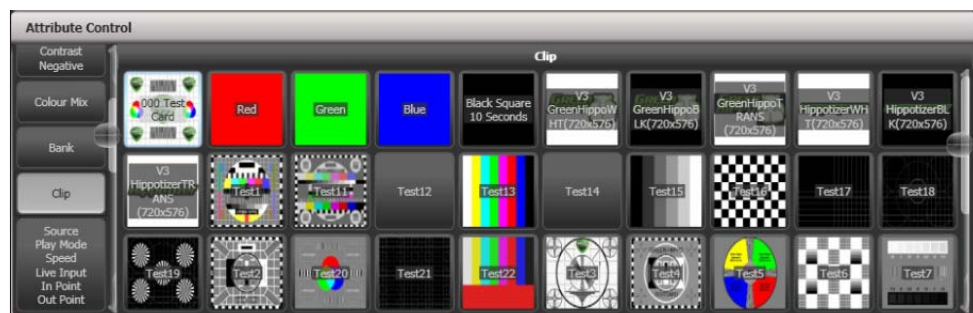 Attribute Control
Contrast
Negative
Colour Mix
Bank
Clip
Source
Play Mode
Speed
Live Input
In Point
Out Point
Clip
000 Test
Card
Red
Green
Blue
Black Square
10 Seconds
V3
GreenHippoW
HT(720x576)
V3
GreenHippoB
LK(720x576)
V3
GreenHippoT
RANS
(720x576)
V3
HippotizerWH
T(720x576)
V3
HippotizerBL
K(720x576)
V3
HippotizerTR
ANS
(720x576)
Test1
Test11
Test12
Test13
Test14
Test15
Test16
Test17
Test18
Test19
Test2
Test20
Test21
Test22
Test3
Test4
Test5
Test6
Test7